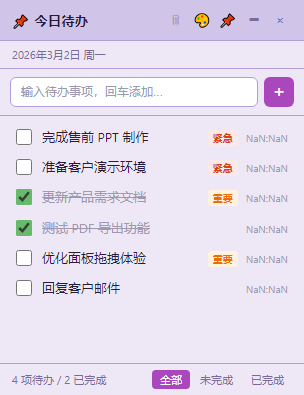 今日待办
2026年3月2日 周一
输入待办事项，回车添加...
+
完成售前 PPT 制作 紧急 NaN:NaN
准备客户演示环境 紧急 NaN:NaN
更新产品需求文档 重要 NaN:NaN
测试 PDF 导出功能 NaN:NaN
优化面板拖拽体验 重要 NaN:NaN
回复客户邮件 NaN:NaN
4 项待办 / 2 已完成 全部 未完成 已完成